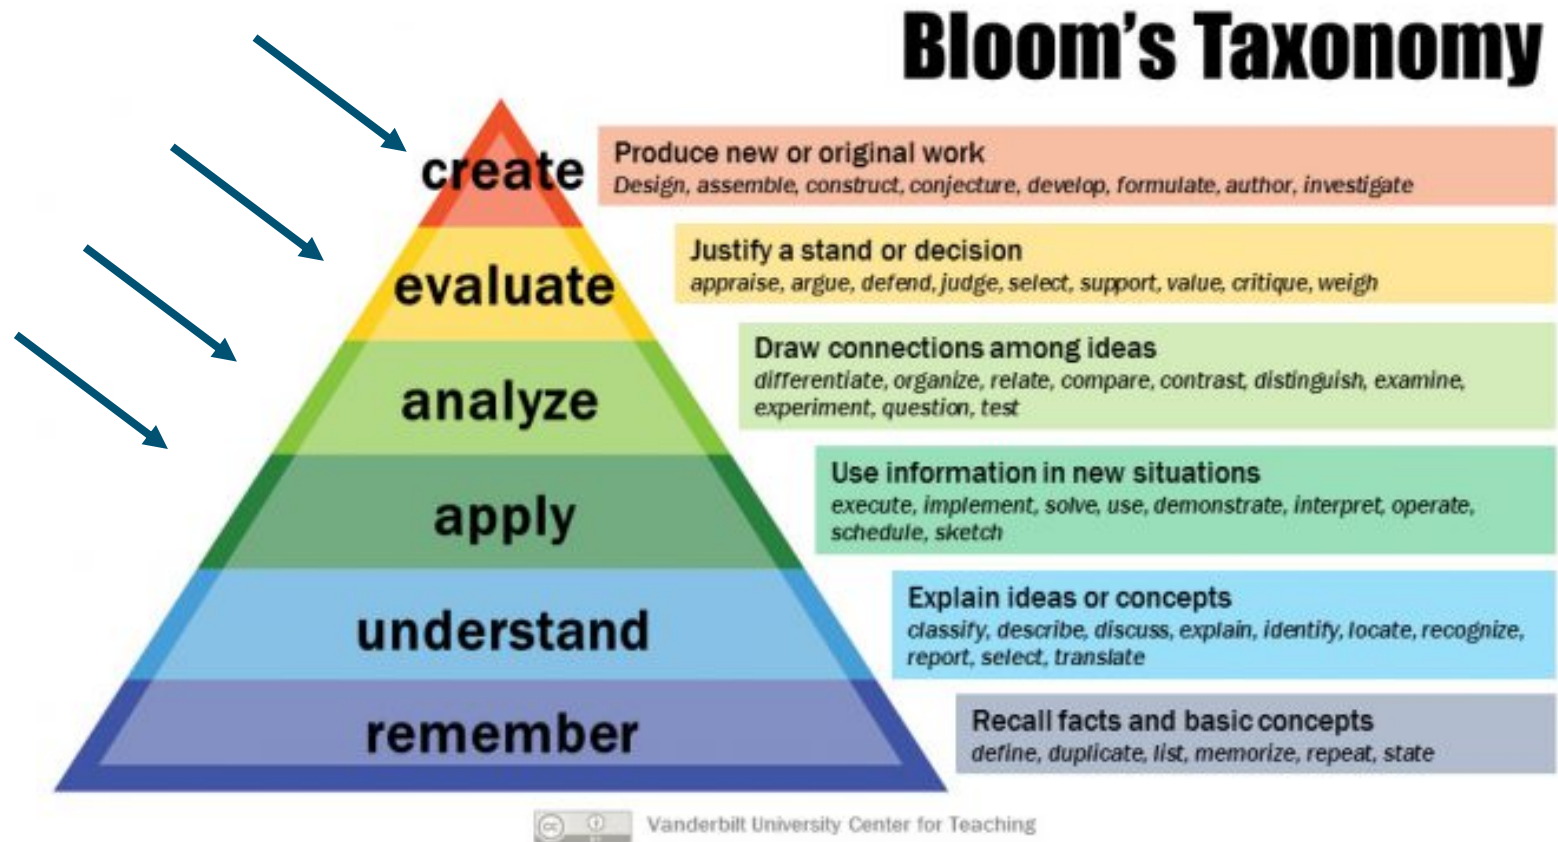 Bloom's Taxonomy
create
Produce new or original work
Design, assemble, construct, conjecture, develop, formulate, author, investigate
evaluate
Justify a stand or decision
appraise, argue, defend, judge, select, support, value, critique, weigh
analyze
Draw connections among ideas
differentiate, organize, relate, compare, contrast, distinguish, examine,
experiment, question, test
apply
Use information in new situations
execute, implement, solve, use, demonstrate, interpret, operate,
schedule, sketch
understand
Explain ideas or concepts
classify, describe, discuss, explain, identify, locate, recognize,
report, select, translate
remember
Recall facts and basic concepts
define, duplicate, list, memorize, repeat, state
cc
Vanderbilt University Center for Teaching